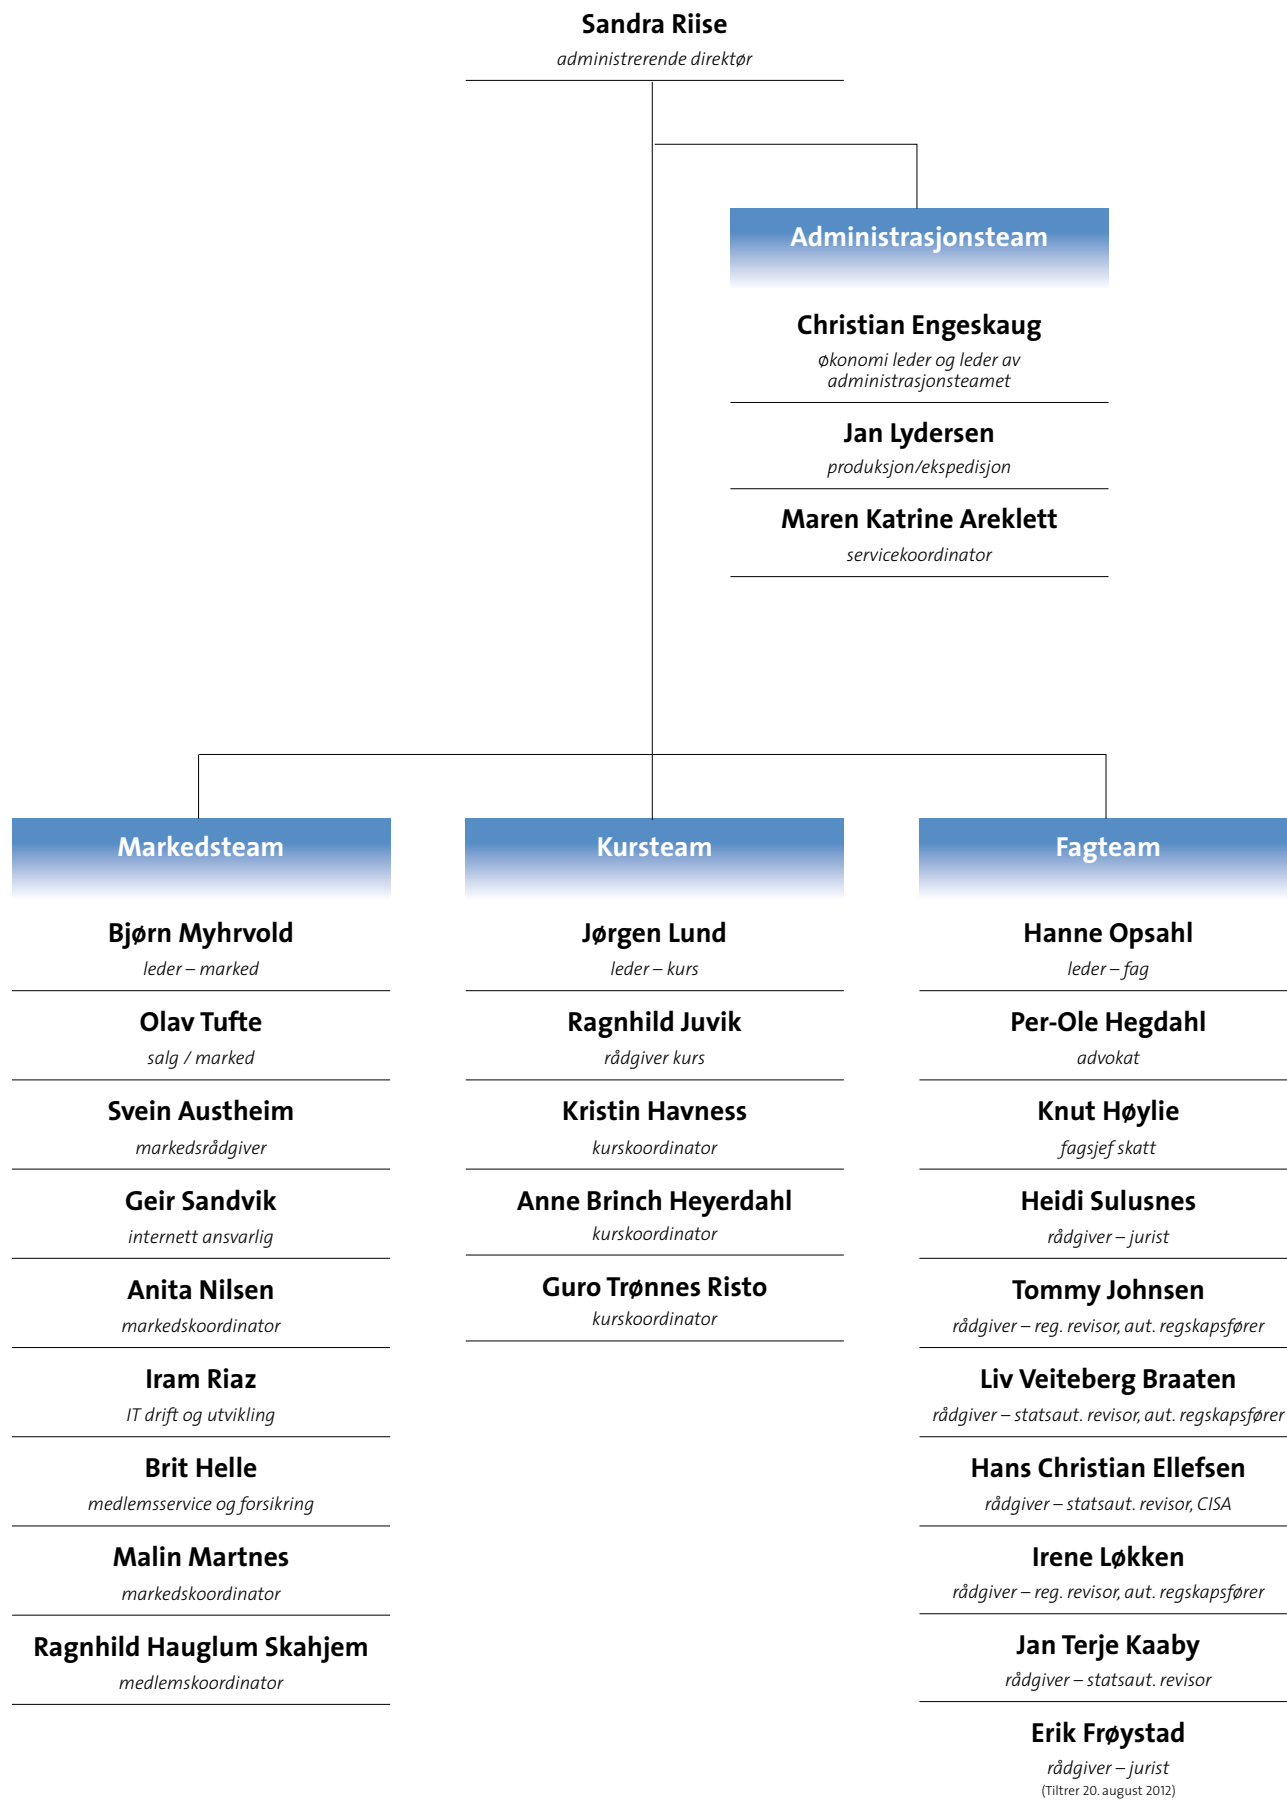 Sandra Riise
administrerende direktør
Administrasjonsteam
Christian Engeskaug
økonomi leder og leder av
administrasjonsteamet
Jan Lydersen
produksjon/ekspedisjon
Maren Katrine Areklett
servicekoordinator
Markedsteam
Bjørn Myhrvold
leder – marked
Olav Tufte
salg / marked
Svein Austheim
markedsrådgiver
Geir Sandvik
internett ansvarlig
Anita Nilsen
markedskoordinator
Iram Riaz
IT drift og utvikling
Brit Helle
medlemsservice og forsikring
Malin Martnes
markedskoordinator
Ragnhild Hauglum Skahjem
medlemskoordinator
Kursteam
Jørgen Lund
leder – kurs
Ragnhild Juvik
rådgiver kurs
Kristin Havness
kurskoordinator
Anne Brinch Heyerdahl
kurskoordinator
Guro Trønnes Risto
kurskoordinator
Fagteam
Hanne Opsahl
leder – fag
Per-Ole Hegdahl
advokat
Knut Høylie
fagsjef skatt
Heidi Sulusnes
rådgiver – jurist
Tommy Johnsen
rådgiver – reg. revisor, aut. regskapsfører
Liv Veiteberg Braaten
rådgiver – statsaut. revisor, aut. regskapsfører
Hans Christian Ellefsen
rådgiver – statsaut. revisor, CISA
Irene Løkken
rådgiver – reg. revisor, aut. regskapsfører
Jan Terje Kaaby
rådgiver – statsaut. revisor
Erik Frøystad
rådgiver – jurist
(Tiltrer 20. august 2012)